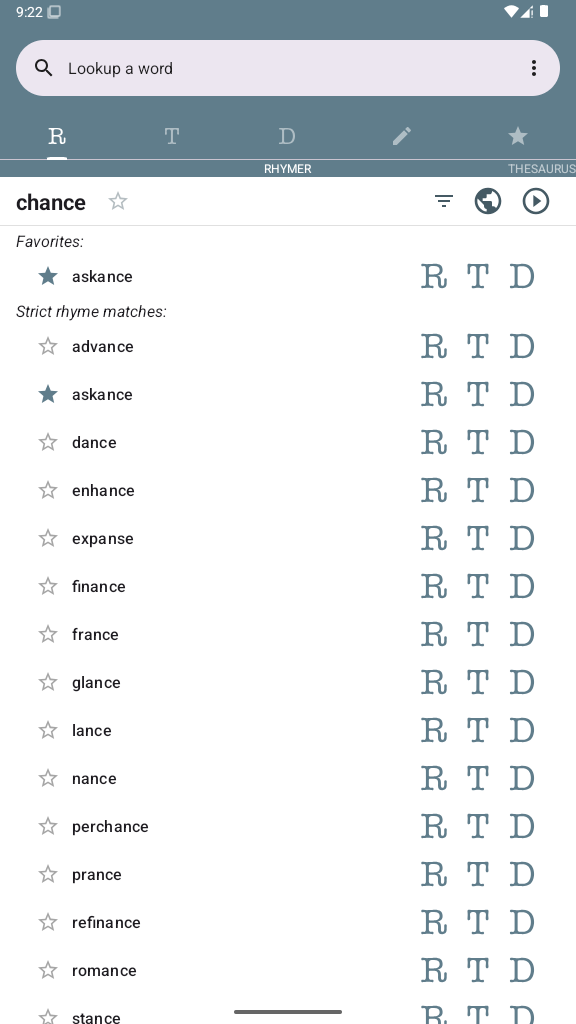 9:22
Lookup a word
R T D
RHYMER THESAURUS
chance
Favorites:
askance R T D
Strict rhyme matches:
advance R T D
askance R T D
dance R T D
enhance R T D
expanse R T D
finance R T D
france R T D
glance R T D
lance R T D
nance R T D
perchance R T D
prance R T D
refinance R T D
romance R T D
stance R T D